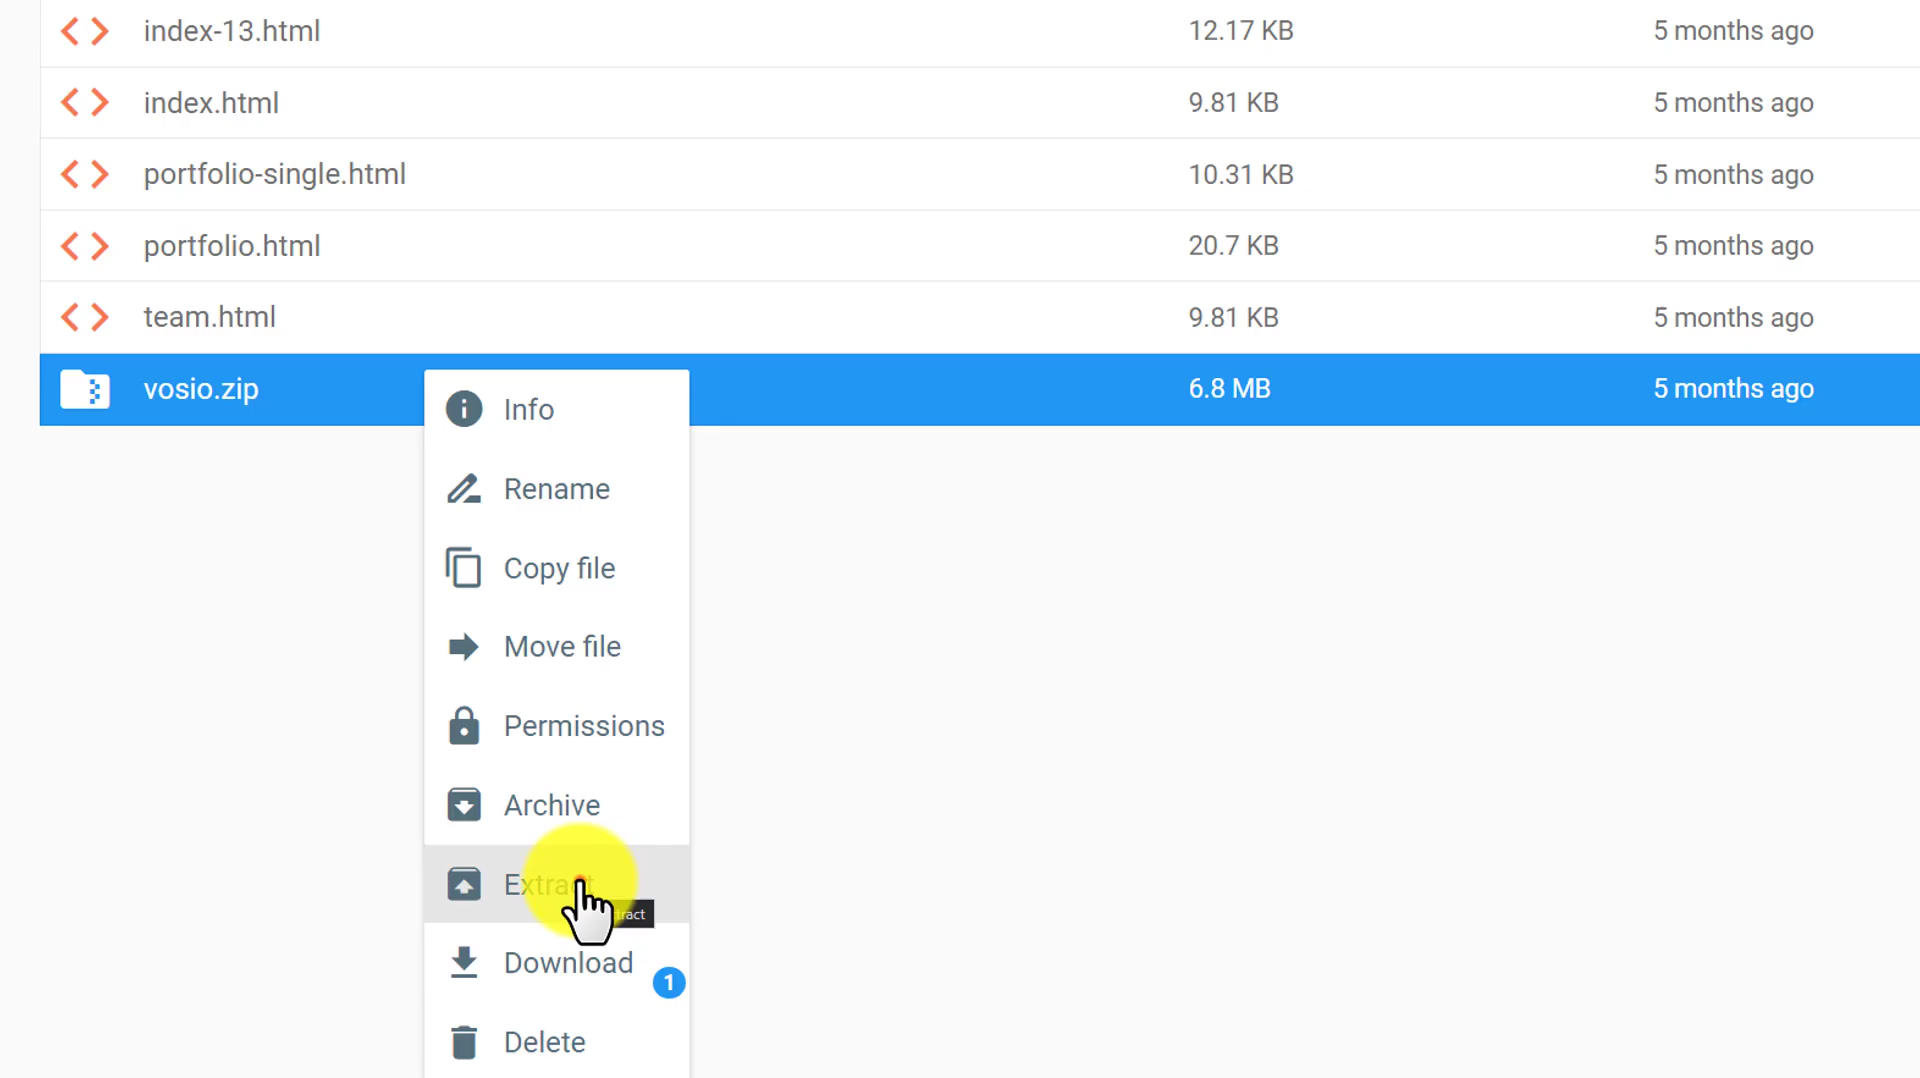 index-13.html 12.17 KB 5 months ago
index.html 9.81 KB 5 months ago
portfolio-single.html 10.31 KB 5 months ago
portfolio.html 20.7 KB 5 months ago
team.html 9.81 KB 5 months ago
vosio.zip 6.8 MB 5 months ago
Info
Rename
Copy file
Move file
Permissions
Archive
Extract
tract
Download
1
Delete